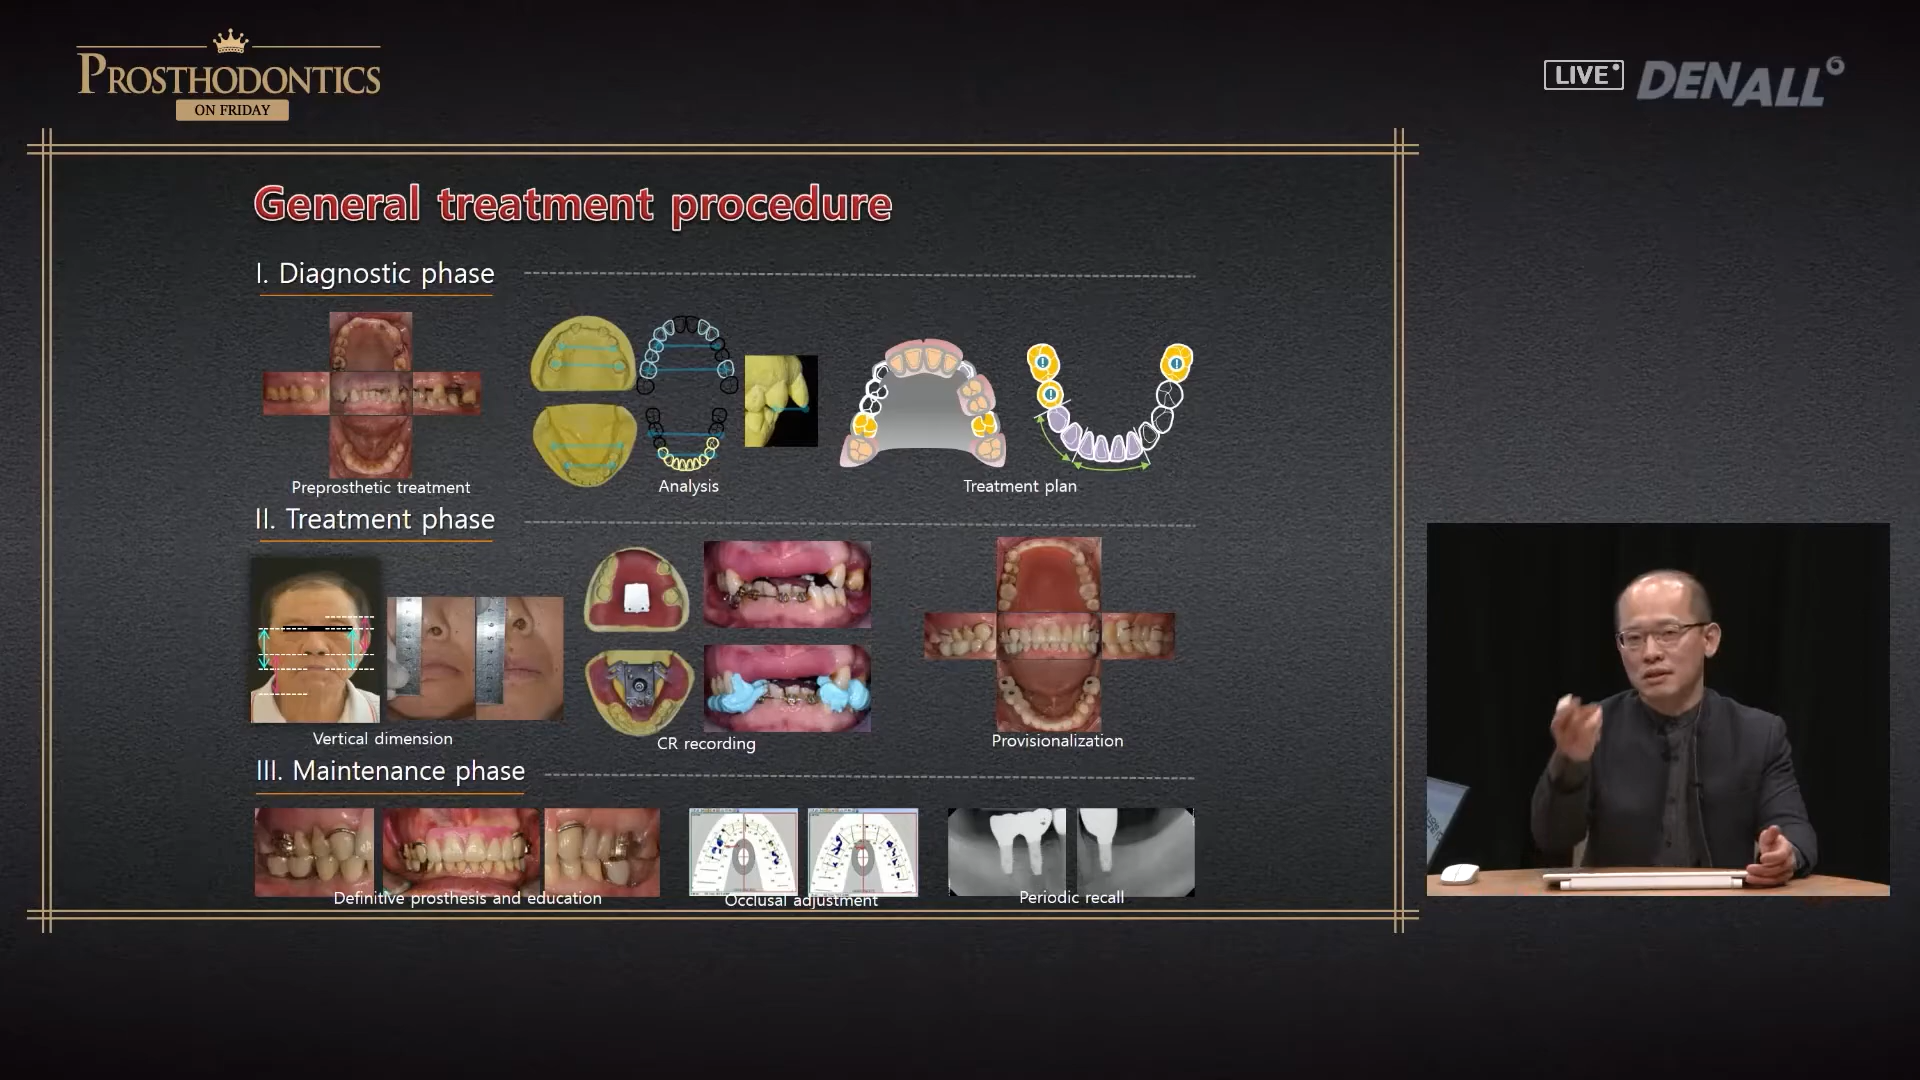 PROSTHODONTICS
ON FRIDAY
LIVE
DENALL
General treatment procedure
I. Diagnostic phase
Preprosthetic treatment
Analysis
Treatment plan
II. Treatment phase
Vertical dimension
CR recording
Provisionalization
III. Maintenance phase
Definitive prosthesis and education
Occlusal adjustment
Periodic recall